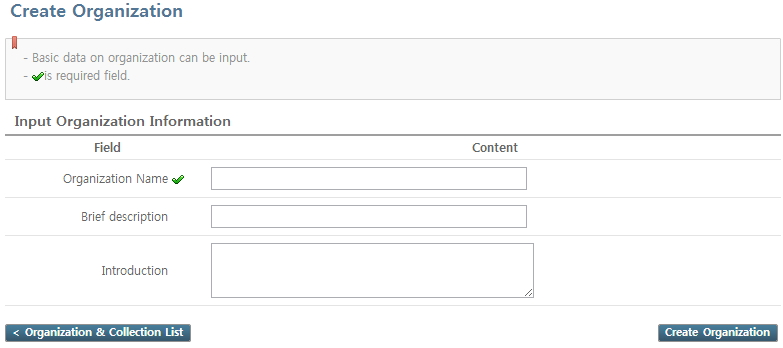 Create Organization
- Basic data on organization can be input.
- is required field.
Input Organization Information
Field Content
Organization Name
Brief description
Introduction
< Organization & Collection List Create Organization